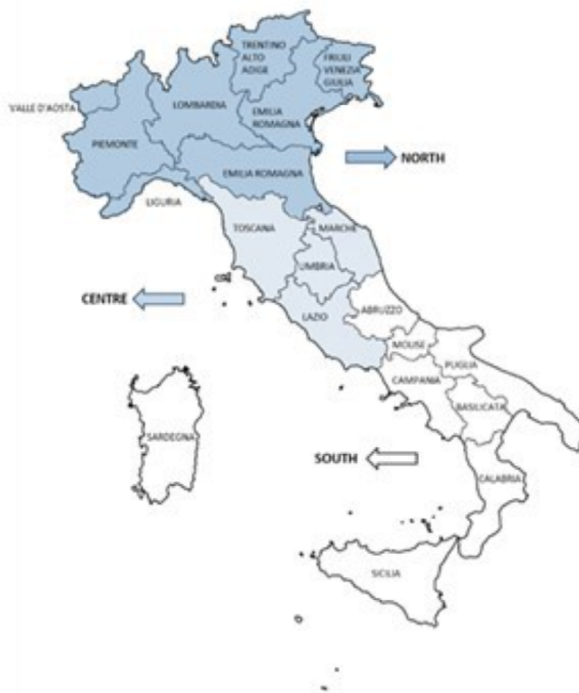 TRENTINO
ALTO
ADIGE
FRIULI
VENEZIA
GIULIA
VALLE D'AOSTA
LOMBARDIA
EMILIA
ROMAGNA
PIEMONTE
NORTH
EMILIA ROMAGNA
LIGURIA
TOSCANA
MARCHE
UMBRIA
CENTRE
LAZIO
ABRUZZO
MOLISE
PUGLIA
CAMPANIA
BASILICATA
SARDEGNA
SOUTH
CALABRIA
SICILIA